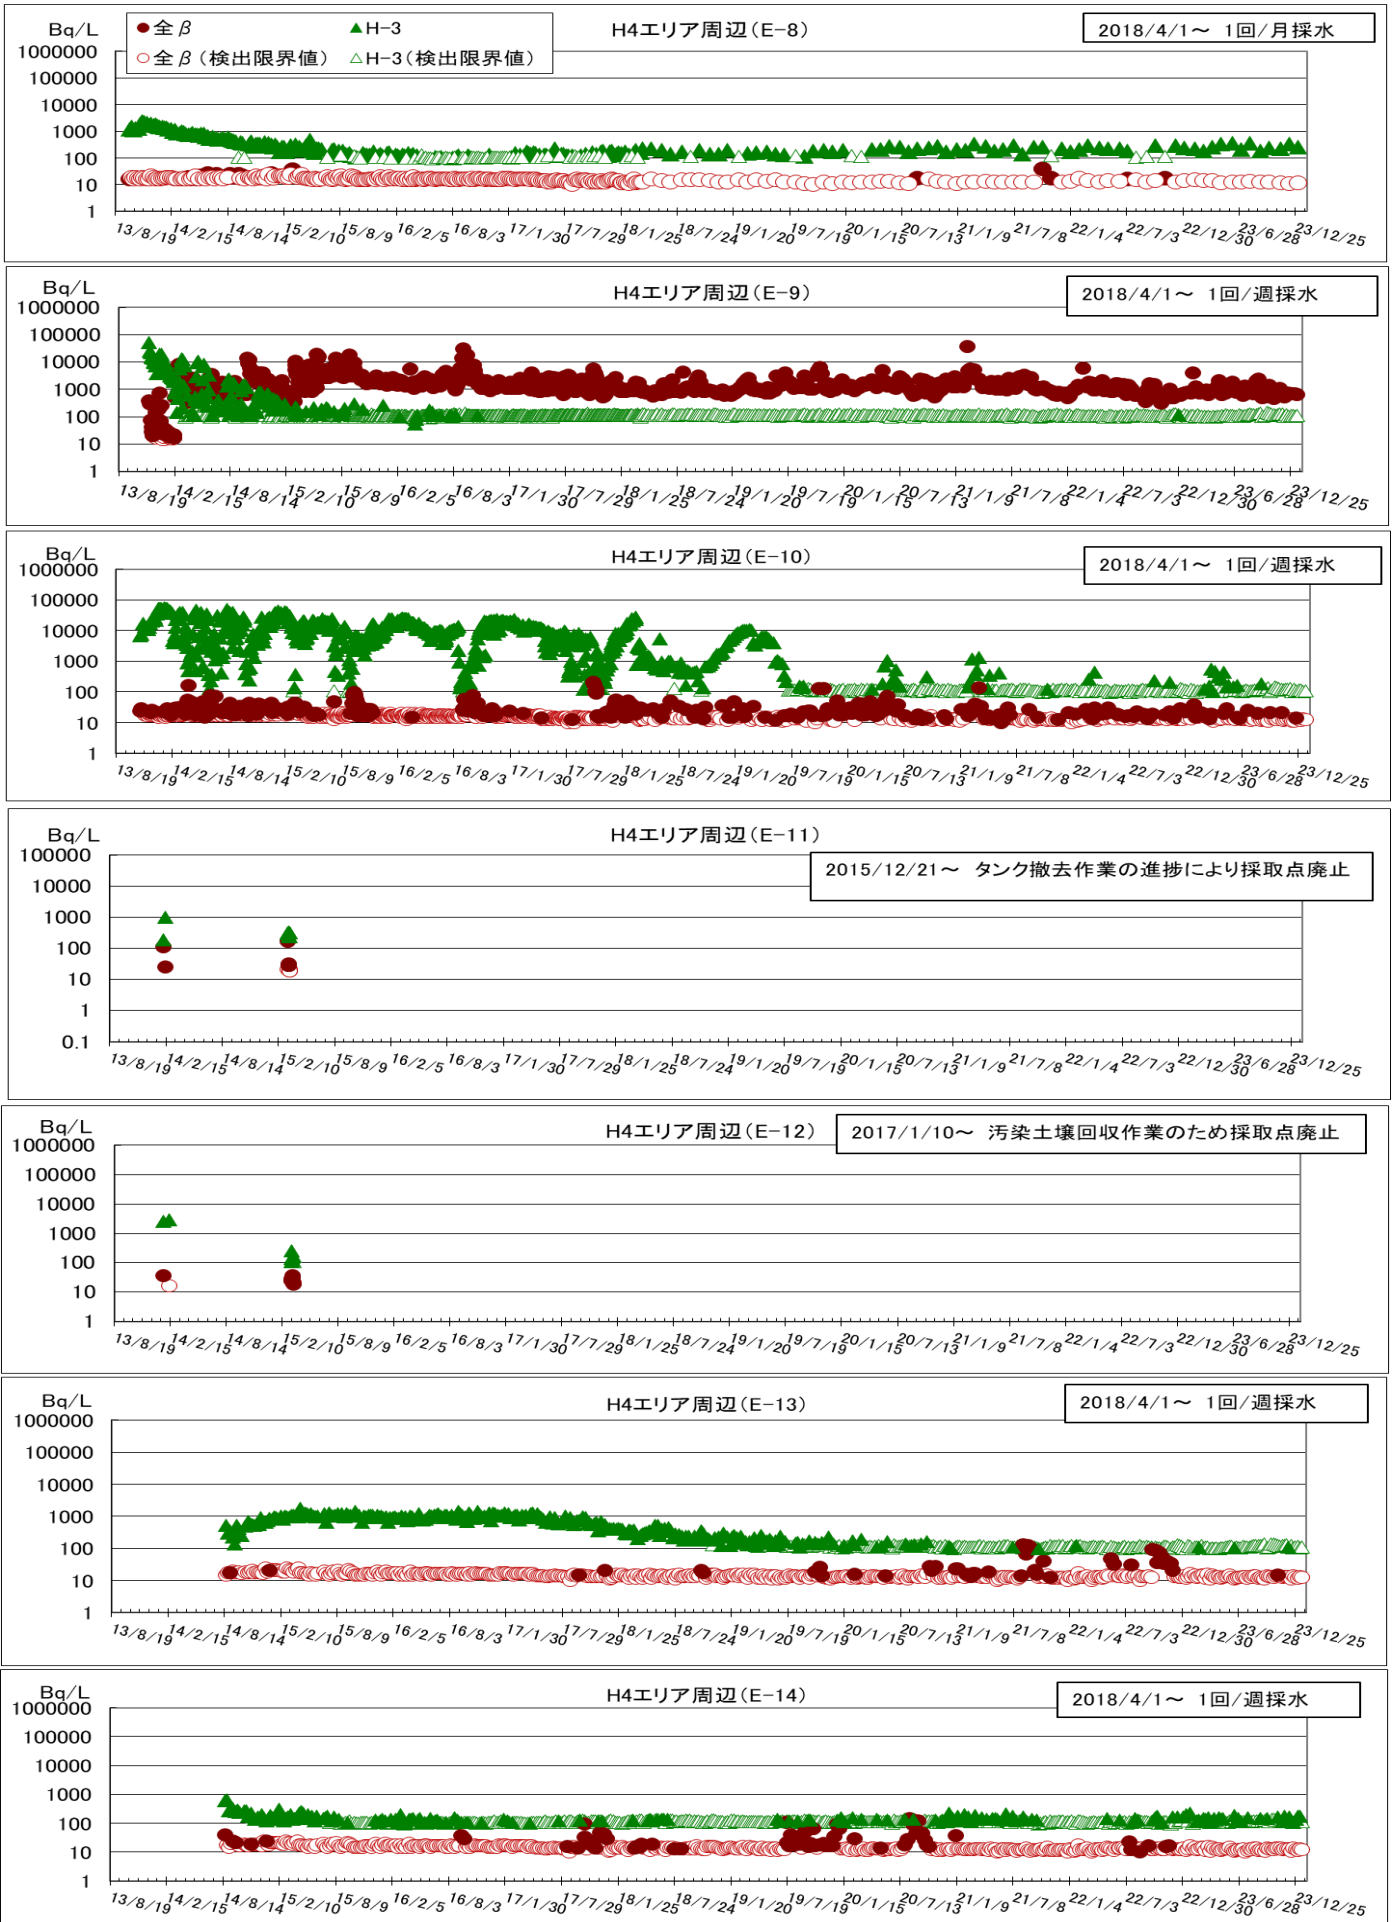 Bq/L
●全β ▲H-3
○全β(検出限界値) △H-3(検出限界値)
H4エリア周辺(E-8)
2018/4/1～ 1回/月採水
1000000
100000
10000
1000
100
10
1
13/8/19 14/2/15 14/8/14 15/2/10 15/8/9 16/2/5 16/8/3 17/1/30 17/7/29 18/1/25 18/7/24 19/1/20 19/7/19 20/1/15 20/7/13 21/1/9 21/7/8 22/1/4 22/7/3 22/12/30 23/6/28 23/12/25
Bq/L
H4エリア周辺(E-9)
2018/4/1～ 1回/週採水
1000000
100000
10000
1000
100
10
1
13/8/19 14/2/15 14/8/14 15/2/10 15/8/9 16/2/5 16/8/3 17/1/30 17/7/29 18/1/25 18/7/24 19/1/20 19/7/19 20/1/15 20/7/13 21/1/9 21/7/8 22/1/4 22/7/3 22/12/30 23/6/28 23/12/25
Bq/L
H4エリア周辺(E-10)
2018/4/1～ 1回/週採水
1000000
100000
10000
1000
100
10
1
13/8/19 14/2/15 14/8/14 15/2/10 15/8/9 16/2/5 16/8/3 17/1/30 17/7/29 18/1/25 18/7/24 19/1/20 19/7/19 20/1/15 20/7/13 21/1/9 21/7/8 22/1/4 22/7/3 22/12/30 23/6/28 23/12/25
Bq/L
H4エリア周辺(E-11)
2015/12/21～ タンク撤去作業の進捗により採取点廃止
100000
10000
1000
100
10
1
0.1
13/8/19 14/2/15 14/8/14 15/2/10 15/8/9 16/2/5 16/8/3 17/1/30 17/7/29 18/1/25 18/7/24 19/1/20 19/7/19 20/1/15 20/7/13 21/1/9 21/7/8 22/1/4 22/7/3 22/12/30 23/6/28 23/12/25
Bq/L
H4エリア周辺(E-12)
2017/1/10～ 汚染土壌回収作業のため採取点廃止
1000000
100000
10000
1000
100
10
1
13/8/19 14/2/15 14/8/14 15/2/10 15/8/9 16/2/5 16/8/3 17/1/30 17/7/29 18/1/25 18/7/24 19/1/20 19/7/19 20/1/15 20/7/13 21/1/9 21/7/8 22/1/4 22/7/3 22/12/30 23/6/28 23/12/25
Bq/L
H4エリア周辺(E-13)
2018/4/1～ 1回/週採水
1000000
100000
10000
1000
100
10
1
13/8/19 14/2/15 14/8/14 15/2/10 15/8/9 16/2/5 16/8/3 17/1/30 17/7/29 18/1/25 18/7/24 19/1/20 19/7/19 20/1/15 20/7/13 21/1/9 21/7/8 22/1/4 22/7/3 22/12/30 23/6/28 23/12/25
Bq/L
H4エリア周辺(E-14)
2018/4/1～ 1回/週採水
1000000
100000
10000
1000
100
10
1
13/8/19 14/2/15 14/8/14 15/2/10 15/8/9 16/2/5 16/8/3 17/1/30 17/7/29 18/1/25 18/7/24 19/1/20 19/7/19 20/1/15 20/7/13 21/1/9 21/7/8 22/1/4 22/7/3 22/12/30 23/6/28 23/12/25